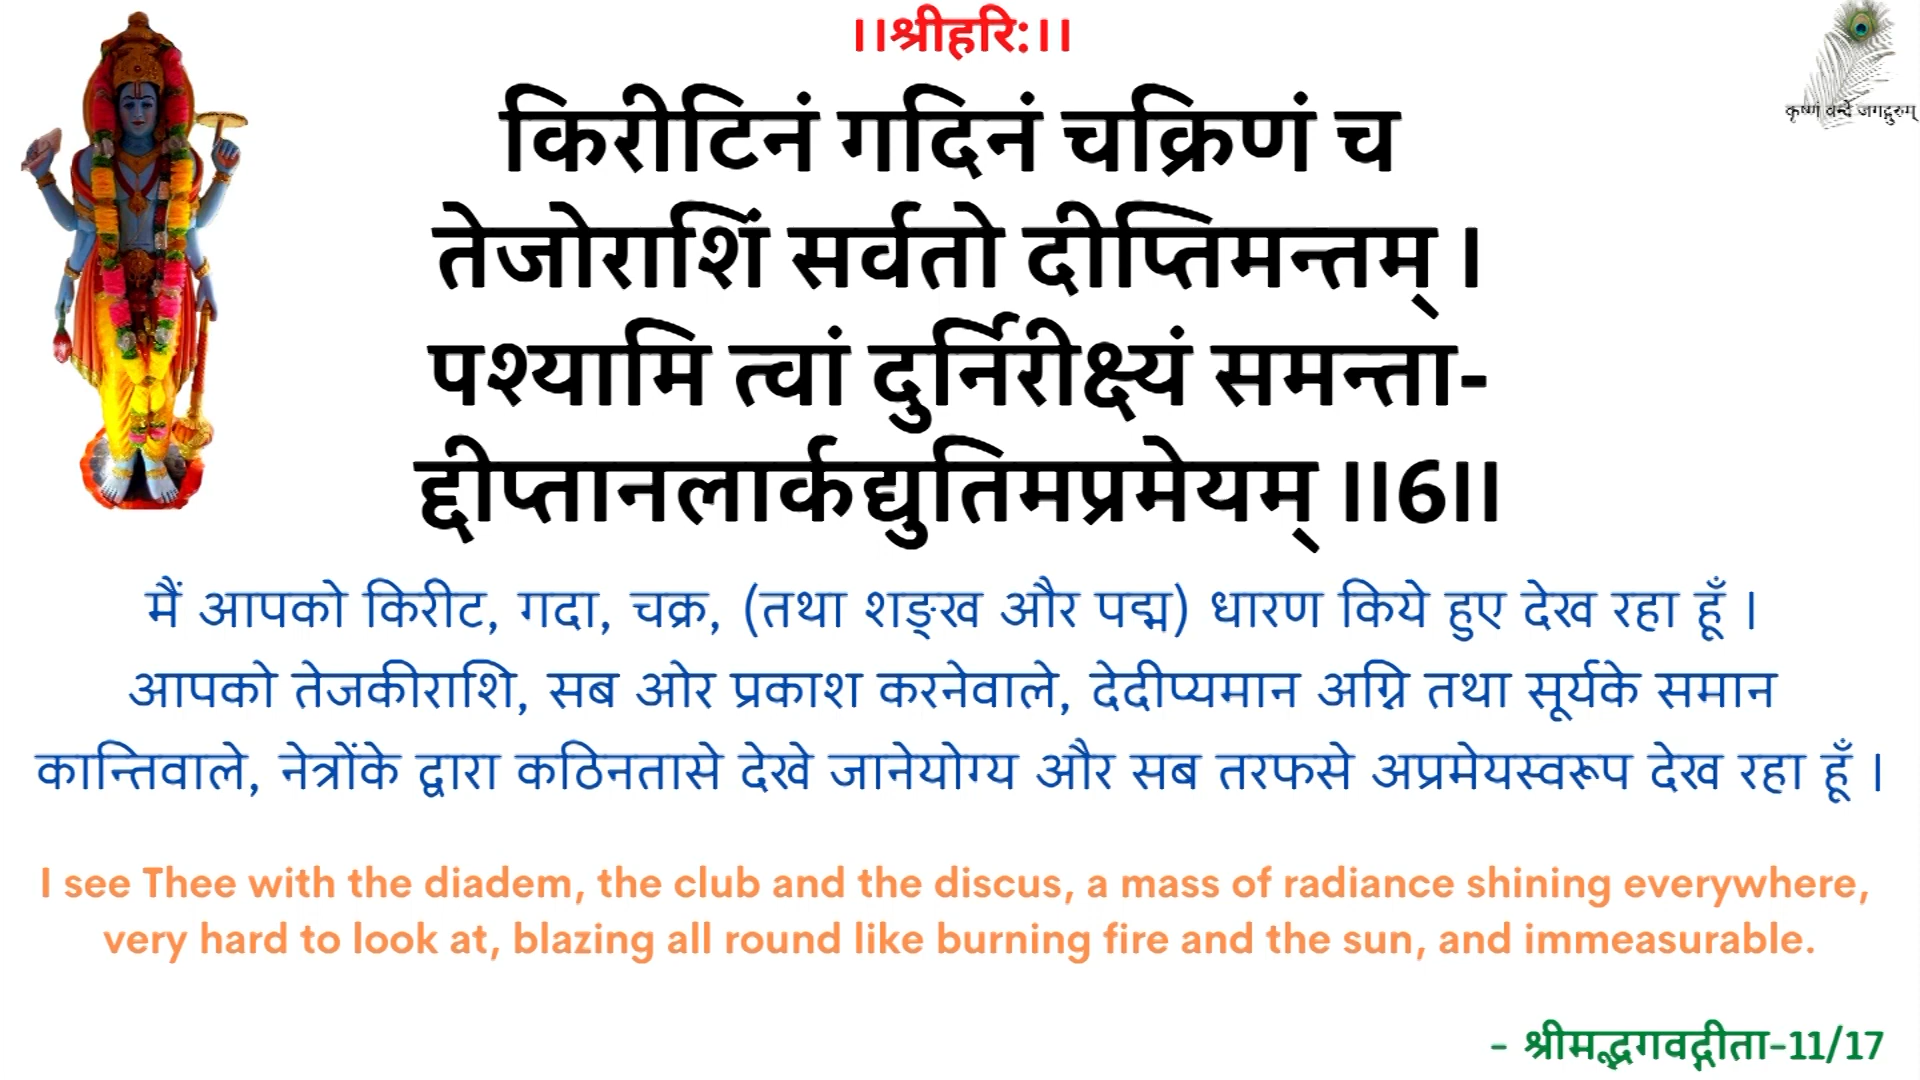 ।।श्रीहरि:।।
कृष्णं वन्दे जगद्गुरुम्
किरीटिनं गदिनं चक्रिणं च
तेजोराशिं सर्वतो दीप्तिमन्तम् ।
पश्यामि त्वां दुर्निरीक्ष्यं समन्ता-
द्दीप्तानलार्कद्युतिमप्रमेयम् ।।6।।
मैं आपको किरीट, गदा, चक्र, (तथा शङ्ख और पद्म) धारण किये हुए देख रहा हूँ ।
आपको तेजकीराशि, सब ओर प्रकाश करनेवाले, देदीप्यमान अग्नि तथा सूर्यके समान
कान्तिवाले, नेत्रोंके द्वारा कठिनतासे देखे जानेयोग्य और सब तरफसे अप्रमेयस्वरूप देख रहा हूँ ।
I see Thee with the diadem, the club and the discus, a mass of radiance shining everywhere,
very hard to look at, blazing all round like burning fire and the sun, and immeasurable.
- श्रीमद्भगवद्गीता-11/17